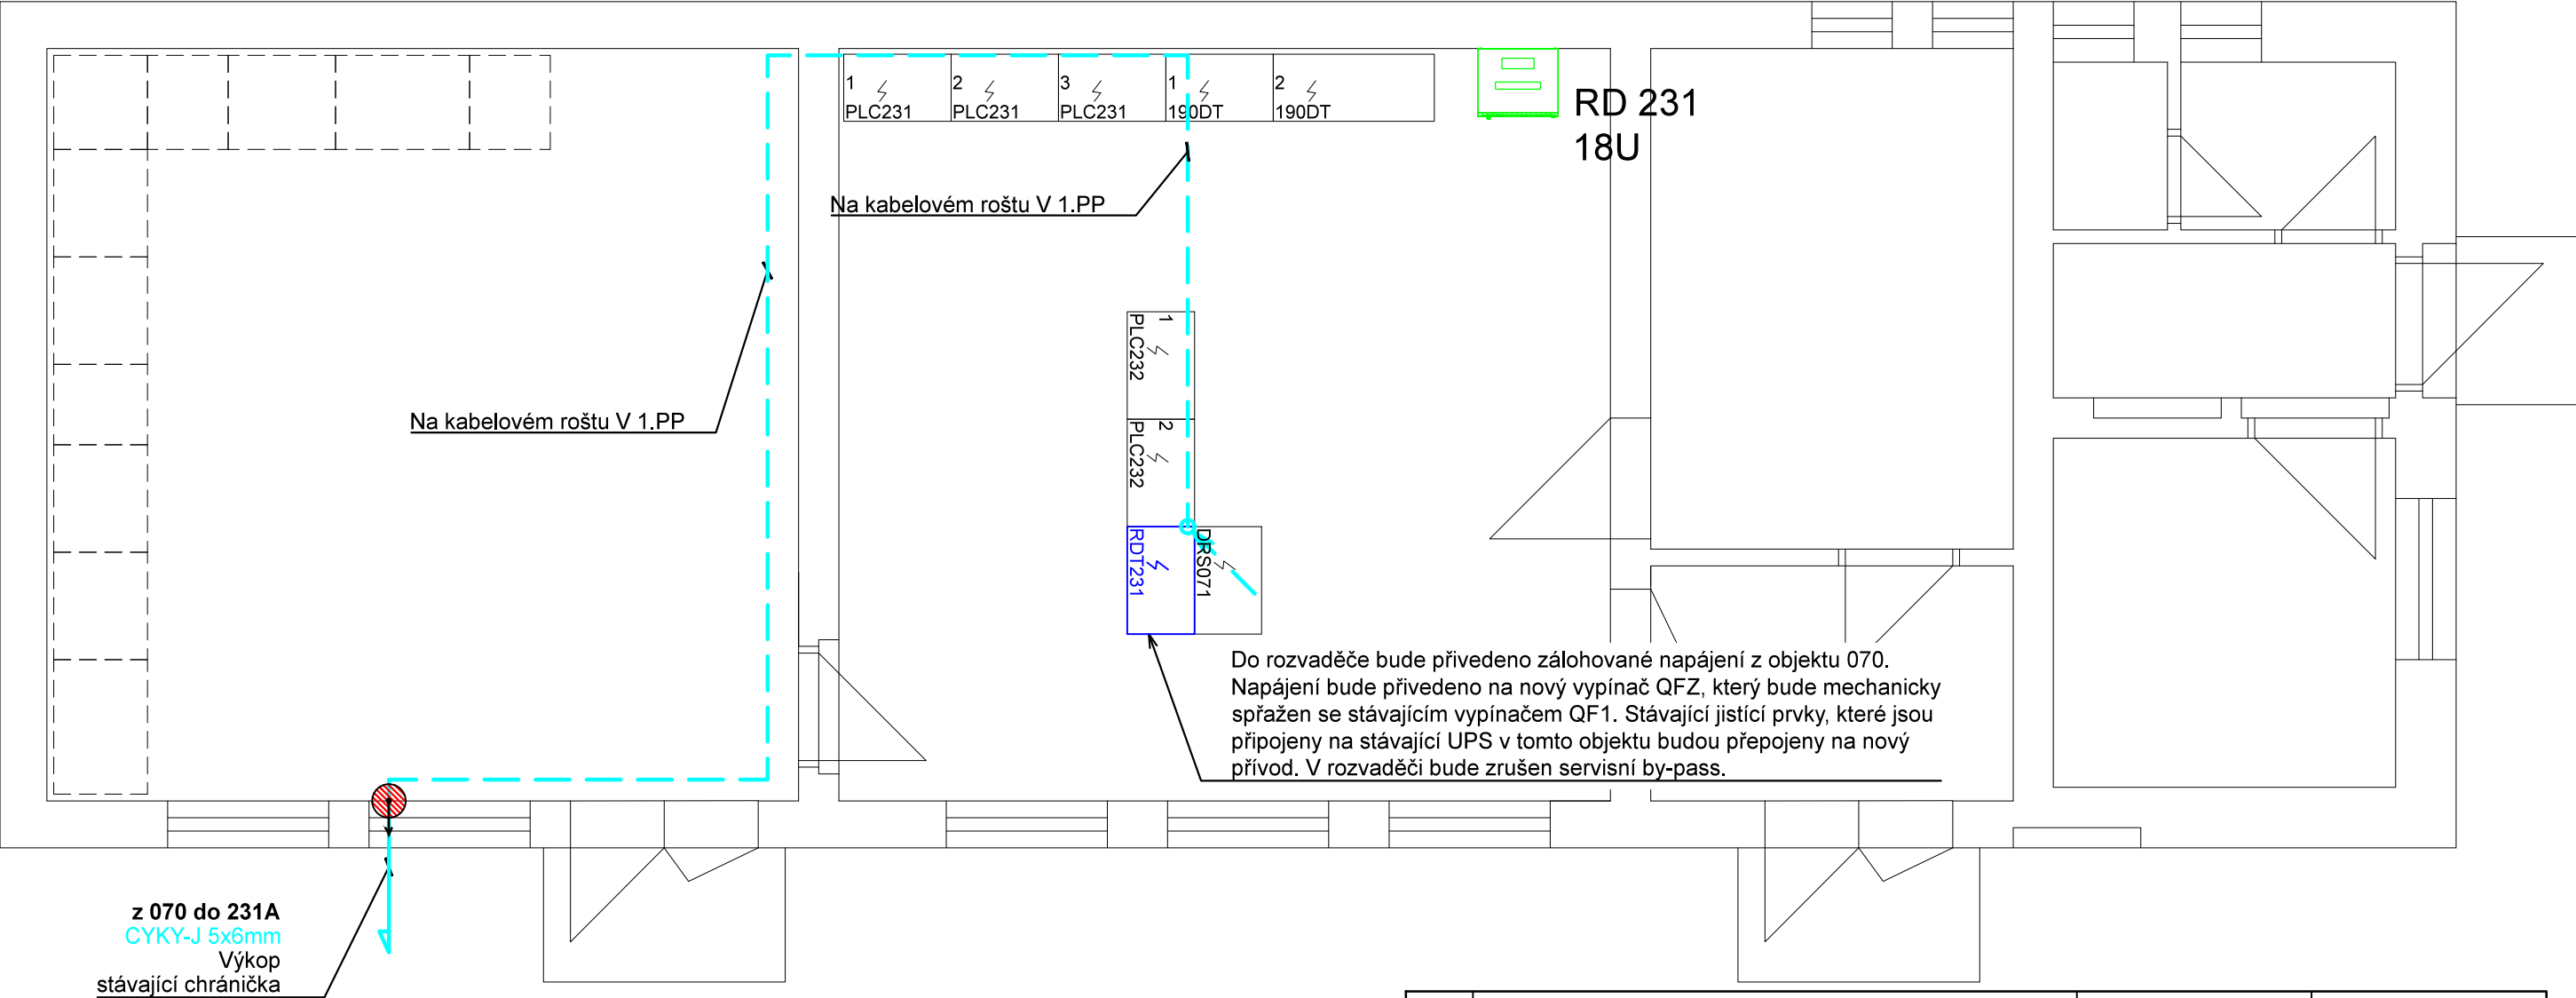 1
PLC231
2
PLC231
3
PLC231
1
190DT
2
190DT
RD 231
18U
Na kabelovém roštu V 1.PP
Na kabelovém roštu V 1.PP
1
PLC232
2
PLC232
RDT231
DRS071
Do rozvaděče bude přivedeno zálohované napájení z objektu 070.
Napájení bude přivedeno na nový vypínač QFZ, který bude mechanicky
spřažen se stávajícím vypínačem QF1. Stávající jistící prvky, které jsou
připojeny na stávající UPS v tomto objektu budou přepojeny na nový
přívod. V rozvaděči bude zrušen servisní by-pass.
z 070 do 231A
CYKY-J 5x6mm
Výkop
stávající chránička